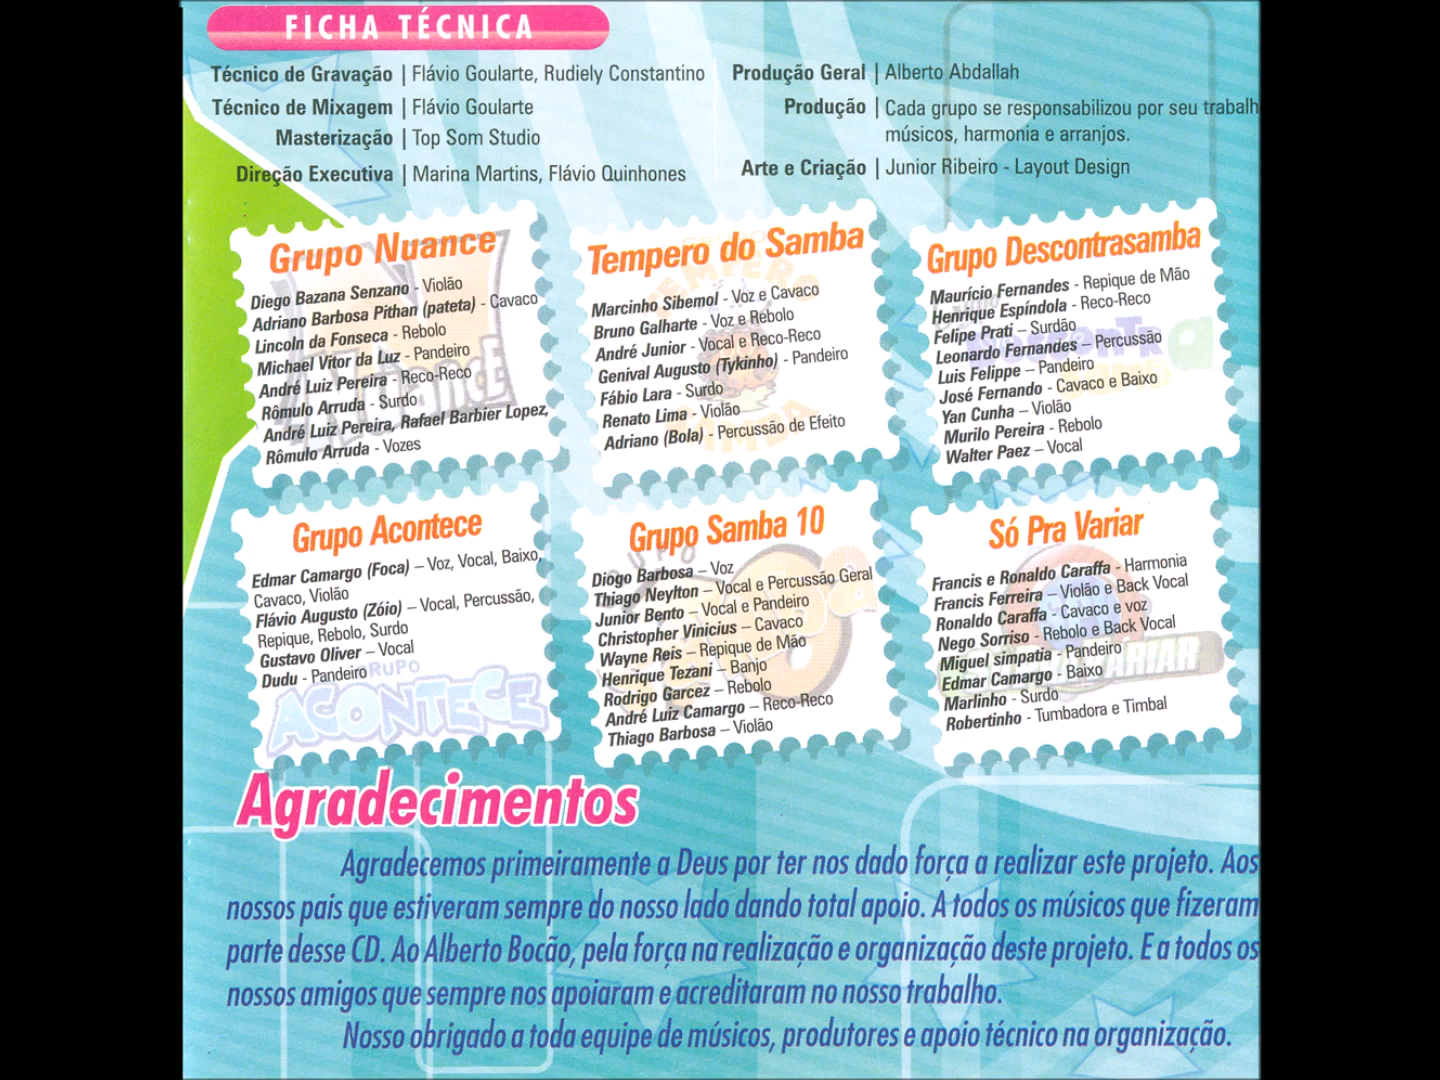 FICHA TÉCNICA
Técnico de Gravação | Flávio Goularte, Rudiely Constantino
Técnico de Mixagem | Flávio Goularte
Masterização | Top Som Studio
Direção Executiva | Marina Martins, Flávio Quinhones
Produção Geral | Alberto Abdallah
Produção | Cada grupo se responsabilizou por seu trabalh
músicos, harmonia e arranjos.
Arte e Criação | Junior Ribeiro - Layout Design
Grupo Nuance
Diego Bazana Senzano - Violão
Adriano Barbosa Pithan (pateta) - Cavaco
Lincoln da Fonseca - Rebolo
Michael Vitor da Luz - Pandeiro
André Luiz Pereira - Reco-Reco
Rômulo Arruda - Surdo
André Luiz Pereira, Rafael Barbier Lopez,
Rômulo Arruda - Vozes
Tempero do Samba
Marcinho Sibemol - Voz e Cavaco
Bruno Galharte - Voz e Rebolo
André Junior - Vocal e Reco-Reco
Genival Augusto (Tykinho) - Pandeiro
Fábio Lara - Surdo
Renato Lima - Violão
Adriano (Bola) - Percussão de Efeito
Grupo Descontrasamba
Maurício Fernandes - Repique de Mão
Henrique Espíndola - Reco-Reco
Felipe Prati – Surdão
Leonardo Fernandes – Percussão
Luis Felippe – Pandeiro
José Fernando - Cavaco e Baixo
Yan Cunha – Violão
Murilo Pereira - Rebolo
Walter Paez – Vocal
Grupo Acontece
Edmar Camargo (Foca) – Voz, Vocal, Baixo,
Cavaco, Violão
Flávio Augusto (Zóio) – Vocal, Percussão,
Repique, Rebolo, Surdo
Gustavo Oliver – Vocal
Dudu - Pandeiro
GRUPO
ACONTECE
Grupo Samba 10
Diogo Barbosa – Voz
Thiago Neylton – Vocal e Percussão Geral
Junior Bento – Vocal e Pandeiro
Christopher Vinicius – Cavaco
Wayne Reis – Repique de Mão
Henrique Tezani – Banjo
Rodrigo Garcez – Rebolo
André Luiz Camargo – Reco-Reco
Thiago Barbosa – Violão
Só Pra Variar
Francis e Ronaldo Caraffa - Harmonia
Francis Ferreira - Violão e Back Vocal
Ronaldo Caraffa - Cavaco e voz
Nego Sorriso - Rebolo e Back Vocal
Miguel simpatia - Pandeiro
Edmar Camargo - Baixo
Marlinho - Surdo
Robertinho - Tumbadora e Timbal
Agradecimentos
Agradecemos primeiramente a Deus por ter nos dado força a realizar este projeto. Aos
nossos pais que estiveram sempre do nosso lado dando total apoio. A todos os músicos que fizeram
parte desse CD. Ao Alberto Bocão, pela força na realização e organização deste projeto. E a todos os
nossos amigos que sempre nos apoiaram e acreditaram no nosso trabalho.
Nosso obrigado a toda equipe de músicos, produtores e apoio técnico na organização.